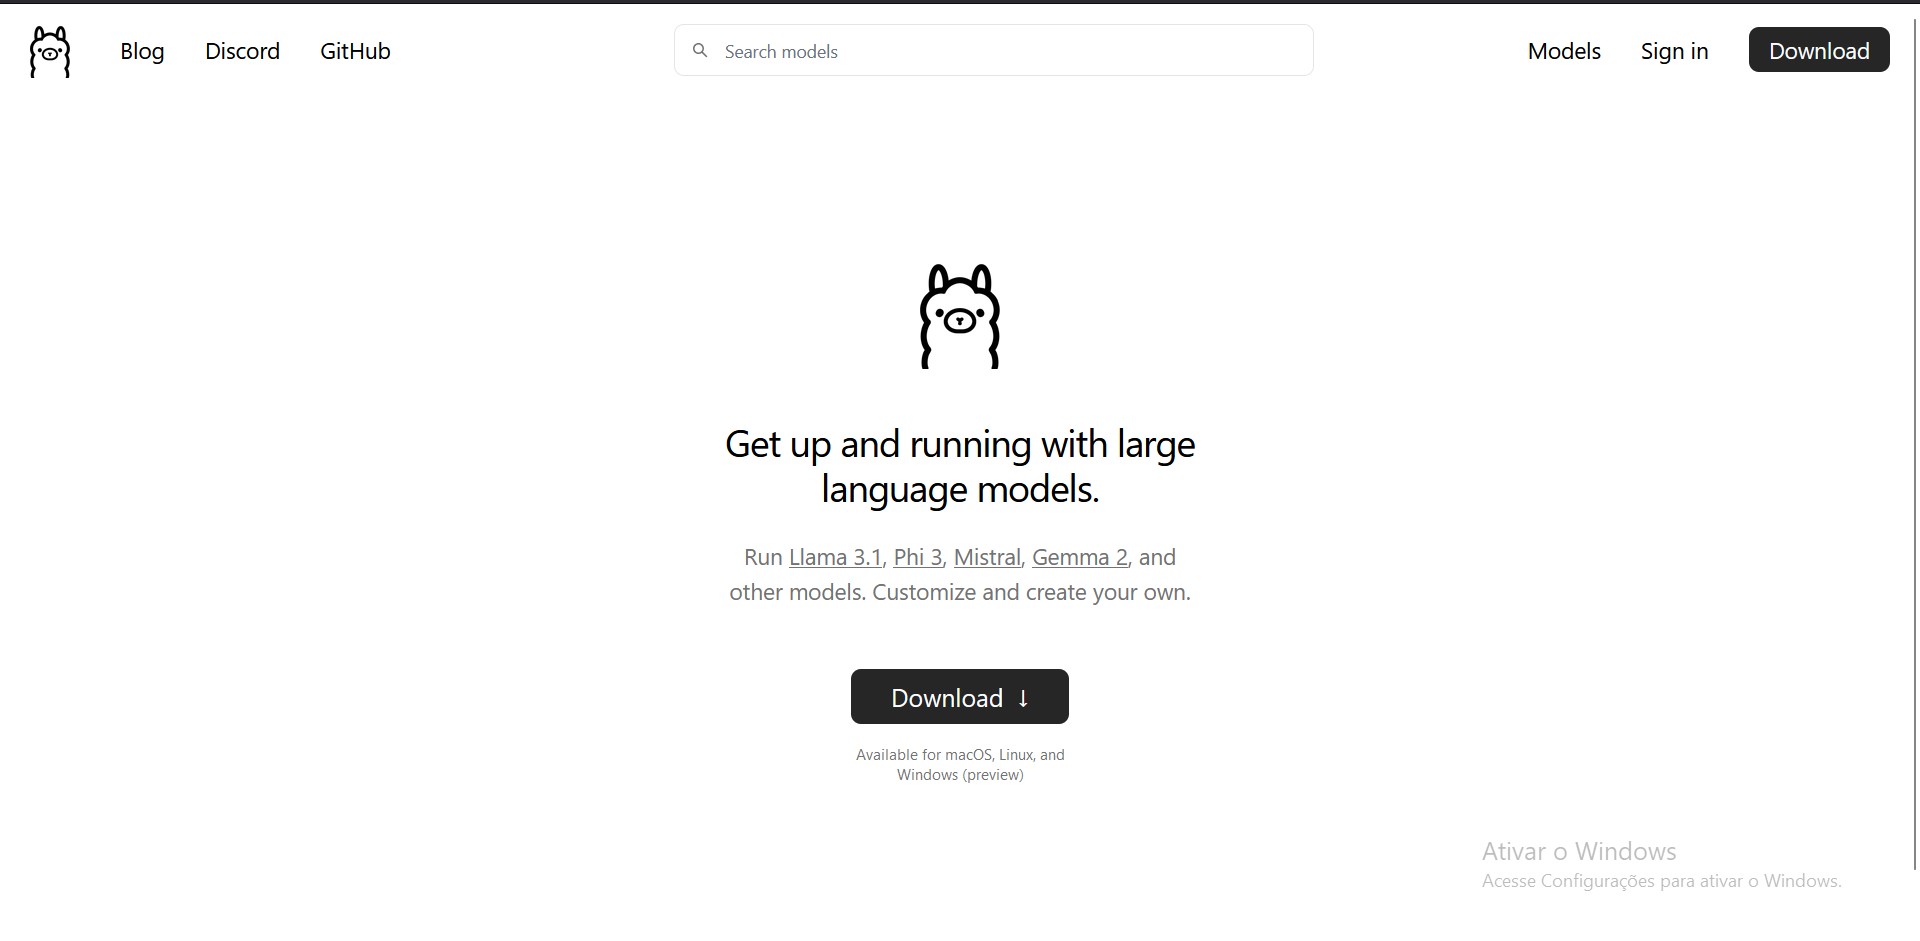 Blog Discord GitHub Search models Models Sign in Download
Get up and running with large
language models.
Run Llama 3.1, Phi 3, Mistral, Gemma 2, and
other models. Customize and create your own.
Download ↓
Available for macOS, Linux, and
Windows (preview)
Ativar o Windows
Acesse Configurações para ativar o Windows.